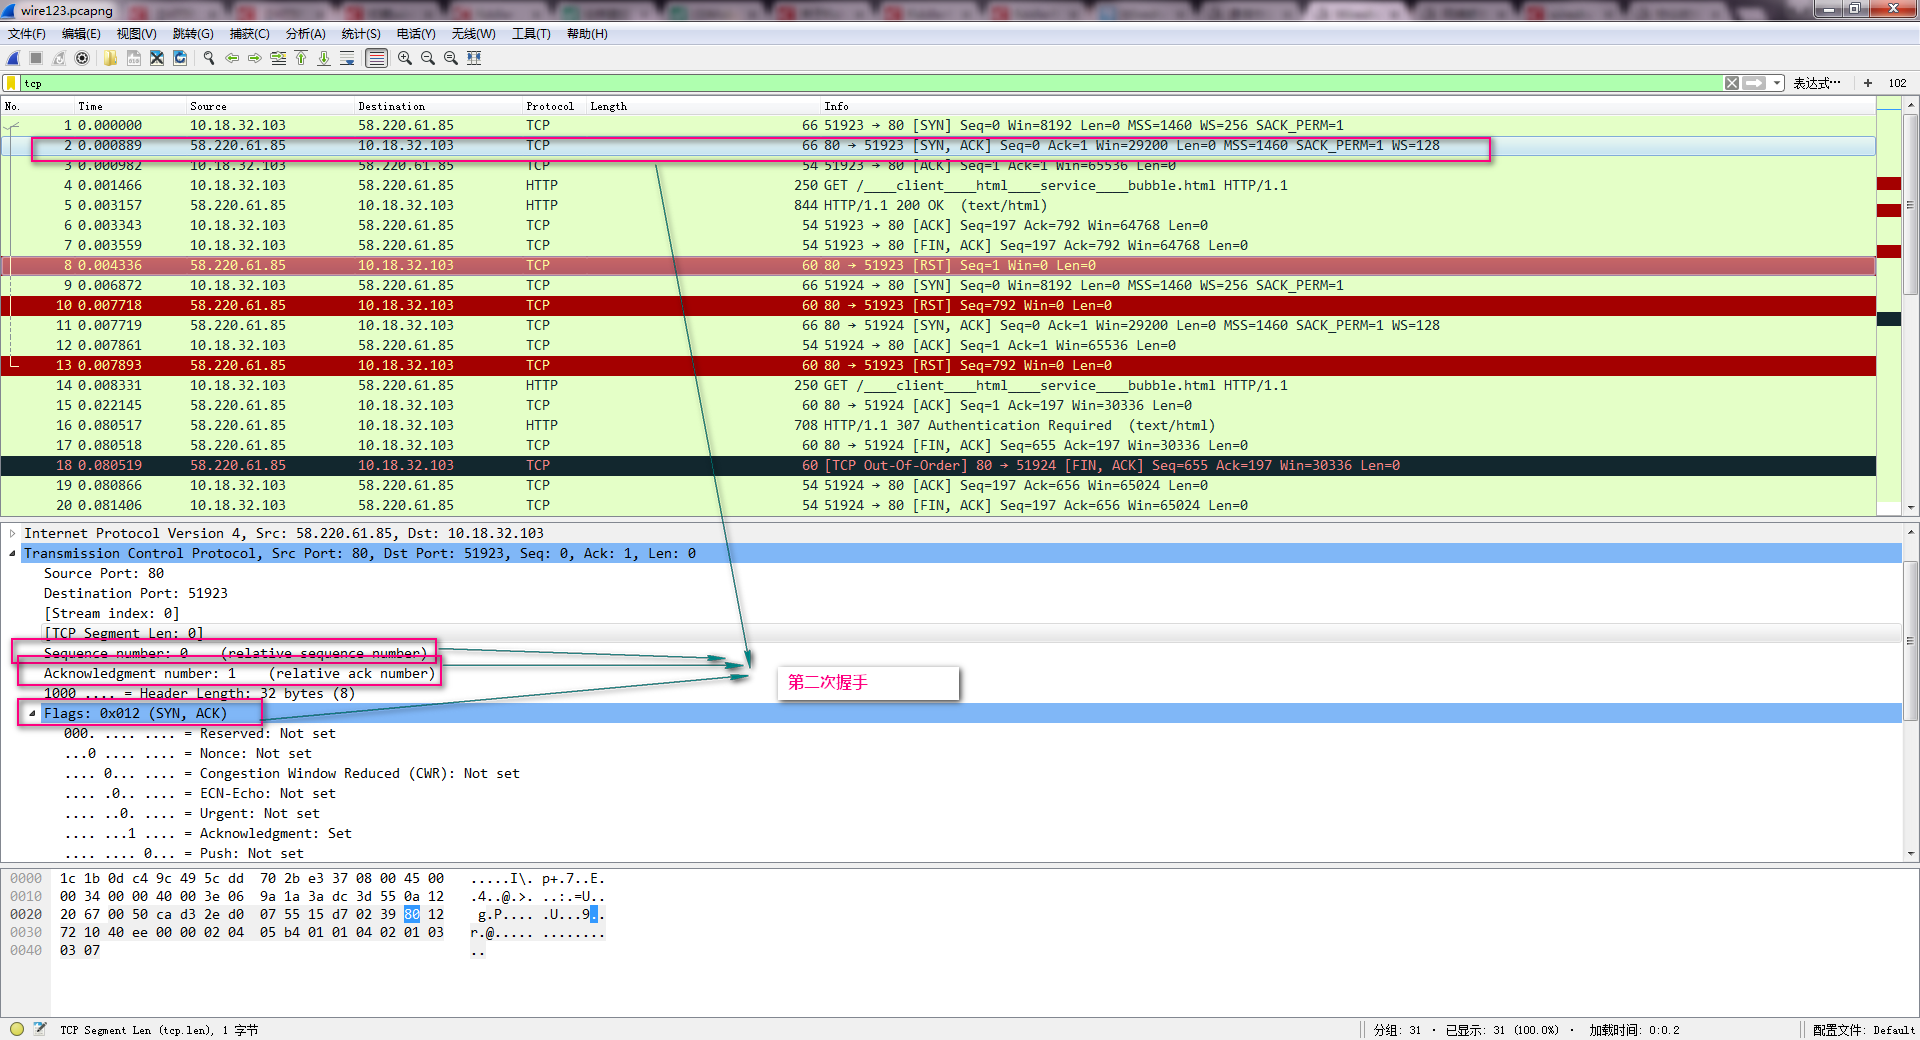 wire123.pcapng
文件(F) 编辑(E) 视图(V) 跳转(G) 捕获(C) 分析(A) 统计(S) 电话(Y) 无线(W) 工具(T) 帮助(H)
tcp 表达式… + 102
No. Time Source Destination Protocol Length Info
1 0.000000 10.18.32.103 58.220.61.85 TCP 66 51923 → 80 [SYN] Seq=0 Win=8192 Len=0 MSS=1460 WS=256 SACK_PERM=1
2 0.000889 58.220.61.85 10.18.32.103 TCP 66 80 → 51923 [SYN, ACK] Seq=0 Ack=1 Win=29200 Len=0 MSS=1460 SACK_PERM=1 WS=128
3 0.000982 10.18.32.103 58.220.61.85 TCP 54 51923 → 80 [ACK] Seq=1 Ack=1 Win=65536 Len=0
4 0.001466 10.18.32.103 58.220.61.85 HTTP 250 GET /____client____html____service____bubble.html HTTP/1.1
5 0.003157 58.220.61.85 10.18.32.103 HTTP 844 HTTP/1.1 200 OK (text/html)
6 0.003343 10.18.32.103 58.220.61.85 TCP 54 51923 → 80 [ACK] Seq=197 Ack=792 Win=64768 Len=0
7 0.003559 10.18.32.103 58.220.61.85 TCP 54 51923 → 80 [FIN, ACK] Seq=197 Ack=792 Win=64768 Len=0
8 0.004336 58.220.61.85 10.18.32.103 TCP 60 80 → 51923 [RST] Seq=1 Win=0 Len=0
9 0.006872 10.18.32.103 58.220.61.85 TCP 66 51924 → 80 [SYN] Seq=0 Win=8192 Len=0 MSS=1460 WS=256 SACK_PERM=1
10 0.007718 58.220.61.85 10.18.32.103 TCP 60 80 → 51923 [RST] Seq=792 Win=0 Len=0
11 0.007719 58.220.61.85 10.18.32.103 TCP 66 80 → 51924 [SYN, ACK] Seq=0 Ack=1 Win=29200 Len=0 MSS=1460 SACK_PERM=1 WS=128
12 0.007861 10.18.32.103 58.220.61.85 TCP 54 51924 → 80 [ACK] Seq=1 Ack=1 Win=65536 Len=0
13 0.007893 58.220.61.85 10.18.32.103 TCP 60 80 → 51923 [RST] Seq=792 Win=0 Len=0
14 0.008331 10.18.32.103 58.220.61.85 HTTP 250 GET /____client____html____service____bubble.html HTTP/1.1
15 0.022145 58.220.61.85 10.18.32.103 TCP 60 80 → 51924 [ACK] Seq=1 Ack=197 Win=30336 Len=0
16 0.080517 58.220.61.85 10.18.32.103 HTTP 708 HTTP/1.1 307 Authentication Required (text/html)
17 0.080518 58.220.61.85 10.18.32.103 TCP 60 80 → 51924 [FIN, ACK] Seq=655 Ack=197 Win=30336 Len=0
18 0.080519 58.220.61.85 10.18.32.103 TCP 60 [TCP Out-Of-Order] 80 → 51924 [FIN, ACK] Seq=655 Ack=197 Win=30336 Len=0
19 0.080866 10.18.32.103 58.220.61.85 TCP 54 51924 → 80 [ACK] Seq=197 Ack=656 Win=65024 Len=0
20 0.081406 10.18.32.103 58.220.61.85 TCP 54 51924 → 80 [FIN, ACK] Seq=197 Ack=656 Win=65024 Len=0
Internet Protocol Version 4, Src: 58.220.61.85, Dst: 10.18.32.103
Transmission Control Protocol, Src Port: 80, Dst Port: 51923, Seq: 0, Ack: 1, Len: 0
Source Port: 80
Destination Port: 51923
[Stream index: 0]
[TCP Segment Len: 0]
Sequence number: 0 (relative sequence number)
Acknowledgment number: 1 (relative ack number)
第二次握手
1000 .... = Header Length: 32 bytes (8)
Flags: 0x012 (SYN, ACK)
000. .... .... = Reserved: Not set
...0 .... .... = Nonce: Not set
.... 0... .... = Congestion Window Reduced (CWR): Not set
.... .0.. .... = ECN-Echo: Not set
.... ..0. .... = Urgent: Not set
.... ...1 .... = Acknowledgment: Set
.... .... 0... = Push: Not set
0000 1c 1b 0d c4 9c 49 5c dd 70 2b e3 37 08 00 45 00 .....I\. p+.7..E.
0010 00 34 00 00 40 00 3e 06 9a 1a 3a dc 3d 55 0a 12 .4..@.>. ..:.=U..
0020 20 67 00 50 ca d3 2e d0 07 55 15 d7 02 39 80 12 g.P.... .U...9..
0030 72 10 40 ee 00 00 02 04 05 b4 01 01 04 02 01 03 r.@..... ........
0040 03 07 ..
TCP Segment Len (tcp.len), 1 字节 分组: 31 · 已显示: 31 (100.0%) · 加载时间: 0:0.2 配置文件: Default